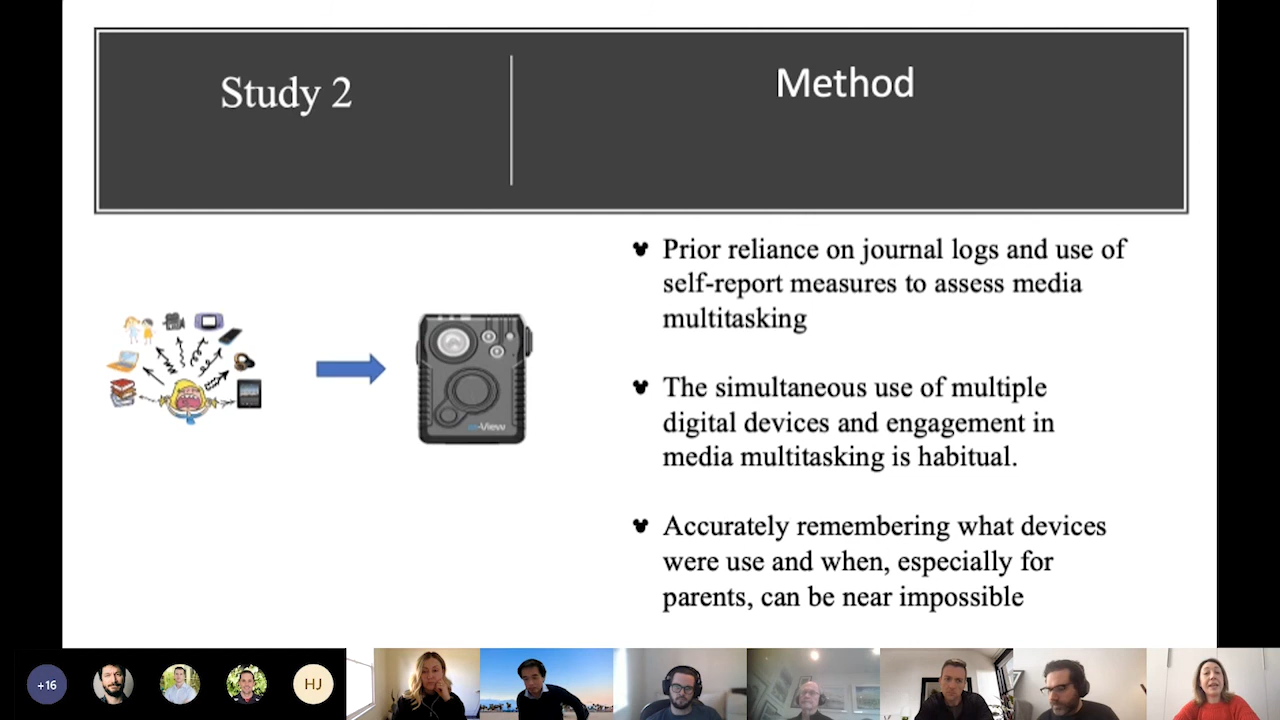 Study 2
Method
Prior reliance on journal logs and use of
self-report measures to assess media
multitasking
The simultaneous use of multiple
digital devices and engagement in
media multitasking is habitual.
Accurately remembering what devices
were use and when, especially for
parents, can be near impossible
-View
+16
HJ